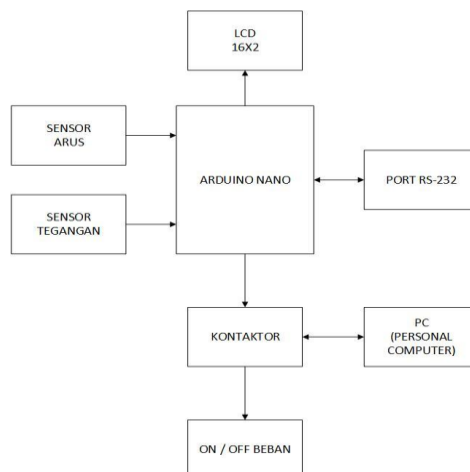 LCD
16X2
SENSOR
ARUS
ARDUINO NANO
PORT RS-232
SENSOR
TEGANGAN
KONTAKTOR
PC
(PERSONAL
COMPUTER)
ON / OFF BEBAN